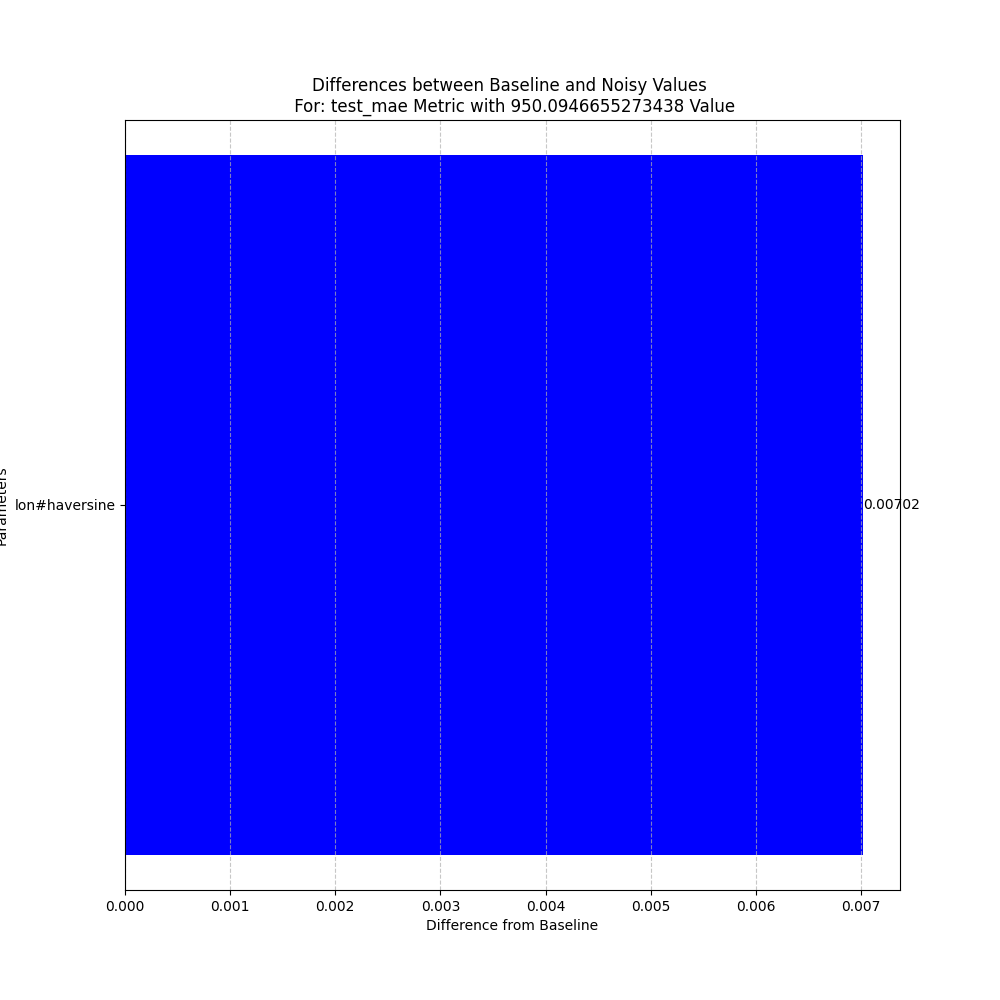 Differences between Baseline and Noisy Values
For: test_mae Metric with 950.0946655273438 Value
Parameters
lon#haversine
0.00702
0.000 0.001 0.002 0.003 0.004 0.005 0.006 0.007
Difference from Baseline